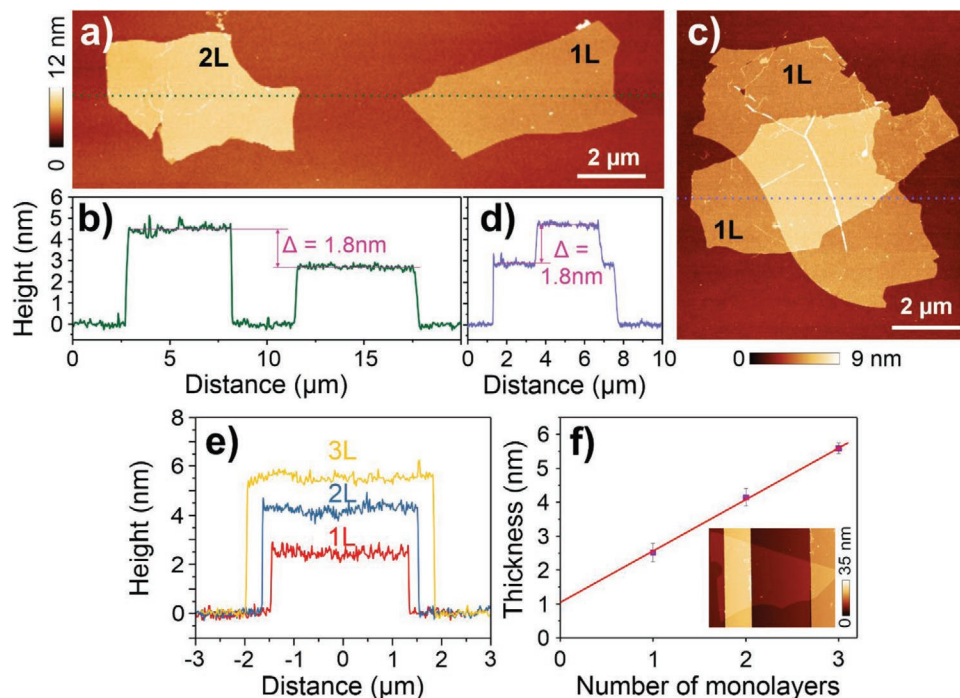 a)
2L
1L
12 nm
0
2 µm
c)
1L
1L
2 µm
0 9 nm
b)
Height (nm)
6
5
4
3
2
1
0
Δ = 1.8nm
0 5 10 15
Distance (µm)
d)
Δ =
1.8nm
0 2 4 6 8 10
Distance (µm)
e)
Height (nm)
8
6
4
2
0
3L
2L
1L
-3 -2 -1 0 1 2 3
Distance (µm)
f)
Thickness (nm)
6
5
4
3
2
1
0
35 nm
0
0 1 2 3
Number of monolayers